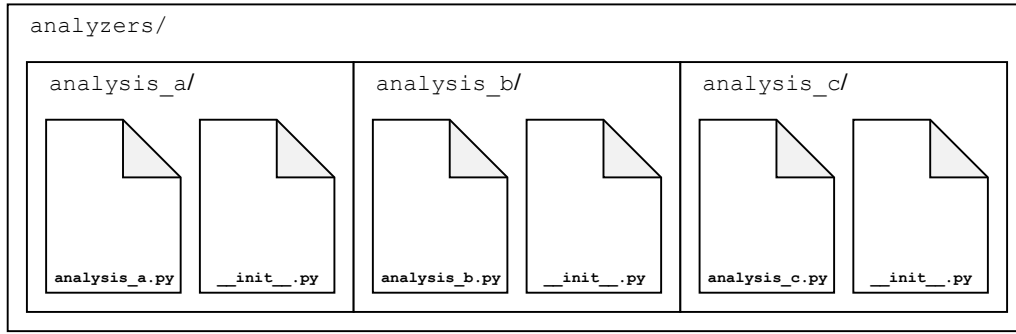 analyzers/
analysis_a/
analysis_a.py
__init__.py
analysis_b/
analysis_b.py
__init__.py
analysis_c/
analysis_c.py
__init__.py